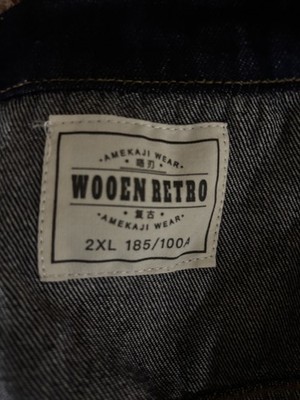 ·AMEKAJI WEAR·
WOOEN RETRO
·复古·
·AMEKAJI WEAR·
2XL 185/100A